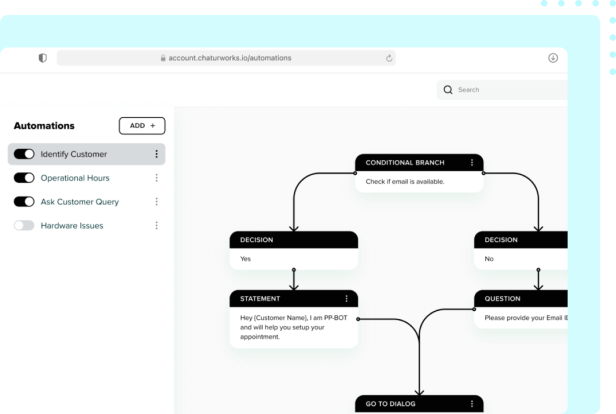 account.chaturworks.io/automations
Search
Automations
ADD +
Identify Customer
Operational Hours
Ask Customer Query
Hardware Issues
CONDITIONAL BRANCH
Check if email is available.
DECISION
Yes
DECISION
No
STATEMENT
Hey {Customer Name}, I am PP-BOT
and will help you setup your
appointment.
QUESTION
Please provide your Email
GO TO DIALOG